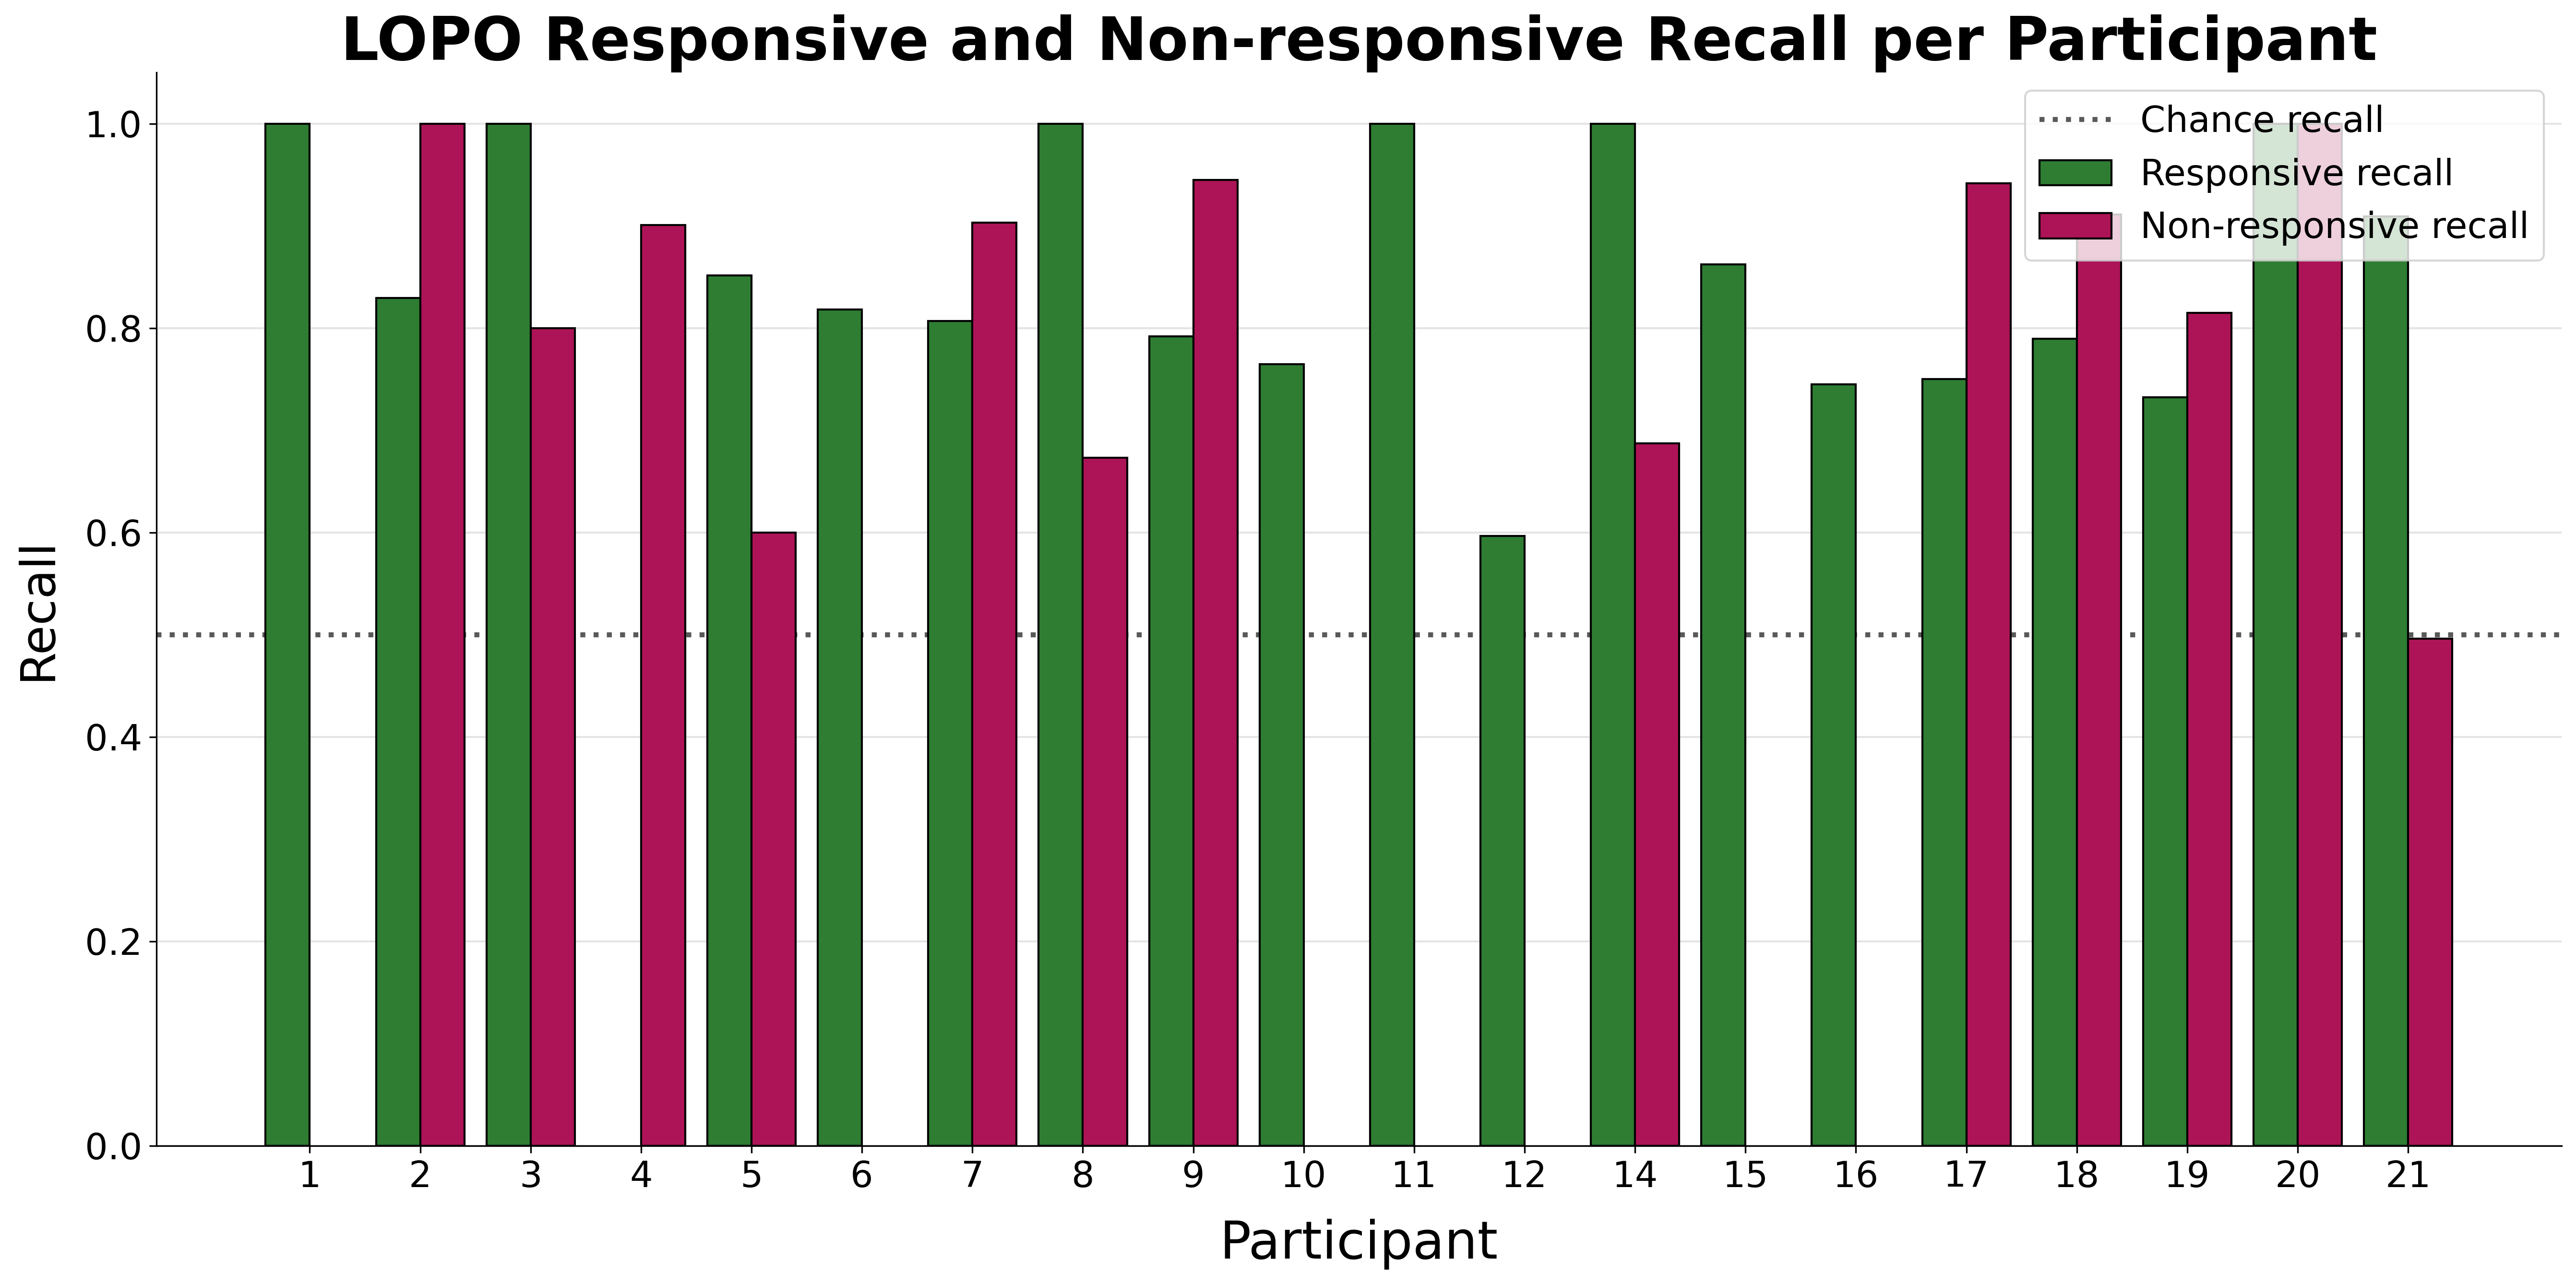 LOPO Responsive and Non-responsive Recall per Participant
Chance recall
Responsive recall
Non-responsive recall
1.0
0.8
0.6
0.4
0.2
0.0
Recall
1 2 3 4 5 6 7 8 9 10 11 12 14 15 16 17 18 19 20 21
Participant